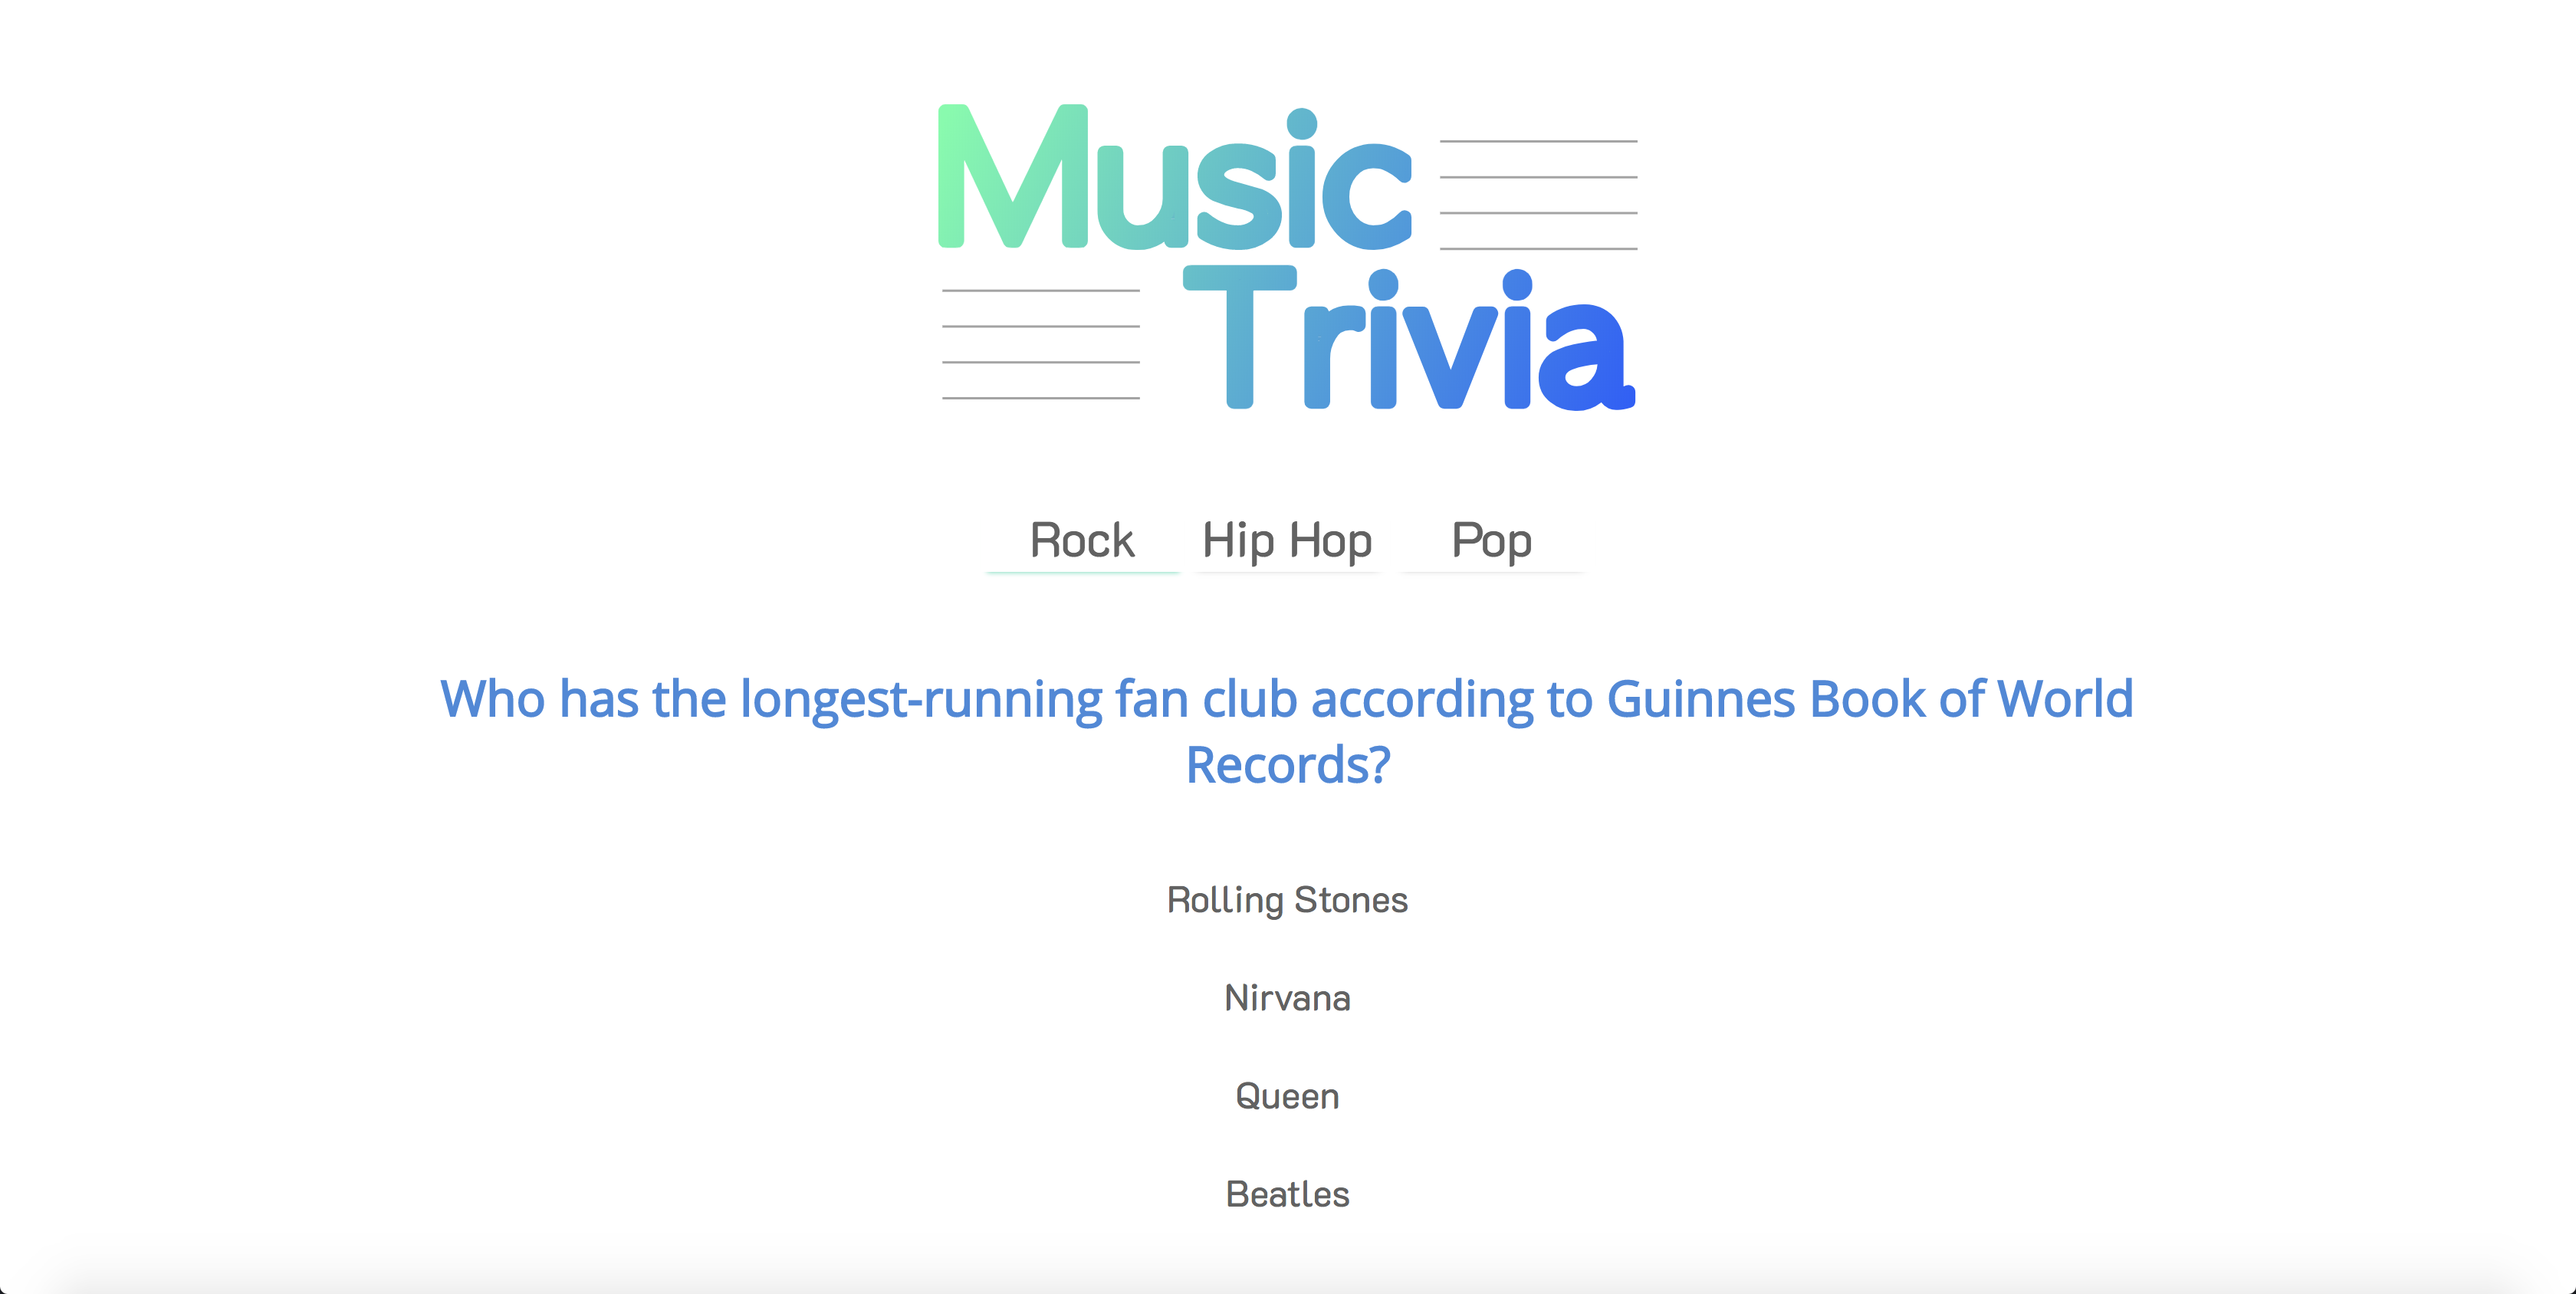 Music
Trivia
Rock Hip Hop Pop
Who has the longest-running fan club according to Guinnes Book of World
Records?
Rolling Stones
Nirvana
Queen
Beatles